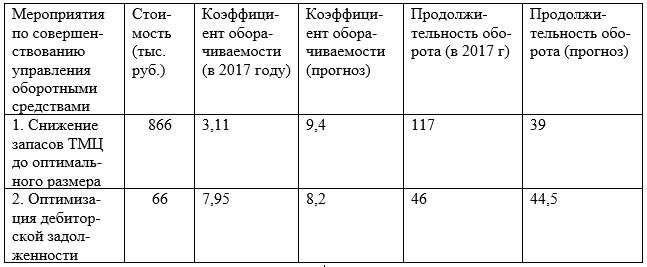 Мероприятия
по совершен-
ствованию
управления
оборотными
средствами
Стои-
мость
(тыс.
руб.)
Коэффици-
ент обора-
чиваемости
(в 2017 году)
Коэффици-
ент обора-
чиваемости
(прогноз)
Продолжи-
тельность обо-
рота (в 2017 г)
Продолжи-
тельность обо-
рота (прогноз)
1. Снижение
запасов ТМЦ
до оптималь-
ного размера
866
3,11
9,4
117
39
2. Оптимиза-
ция дебитор-
ской задол-
женности
66
7,95
8,2
46
44,5